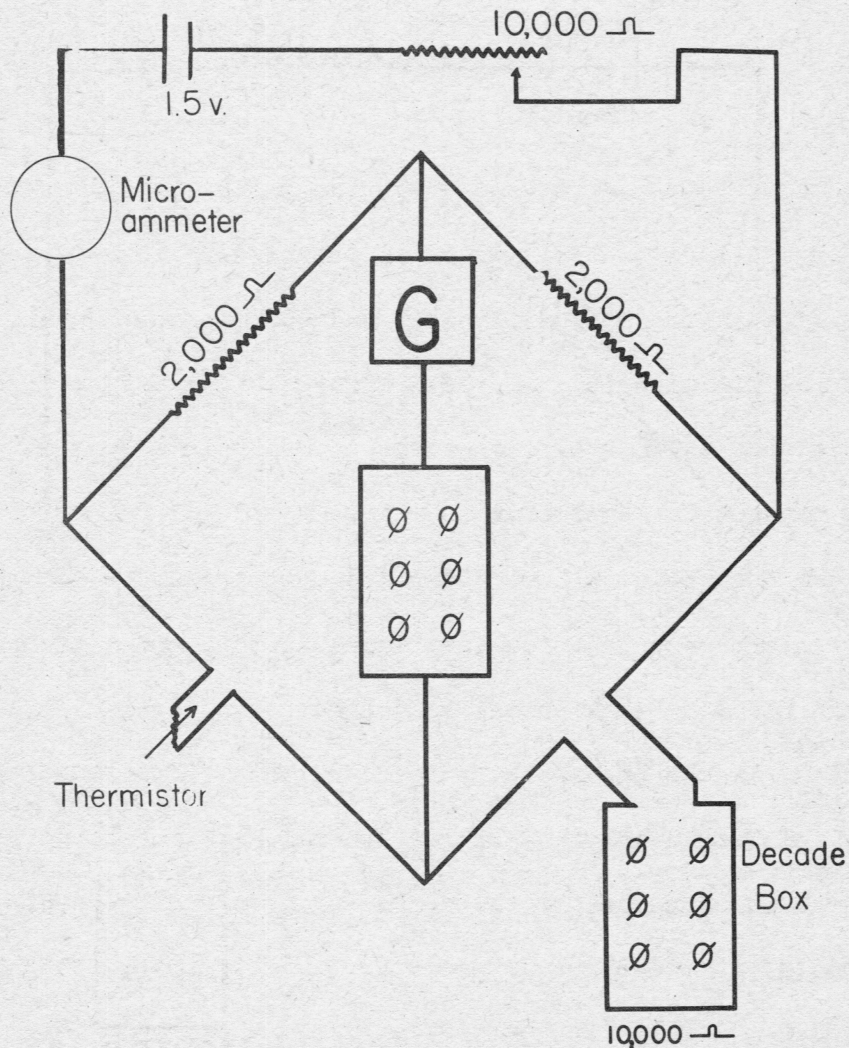 10,000 Ω
1.5 v.
Micro-
ammeter
2,000 Ω
2,000 Ω
G
Thermistor
Decade
Box
10,000 Ω